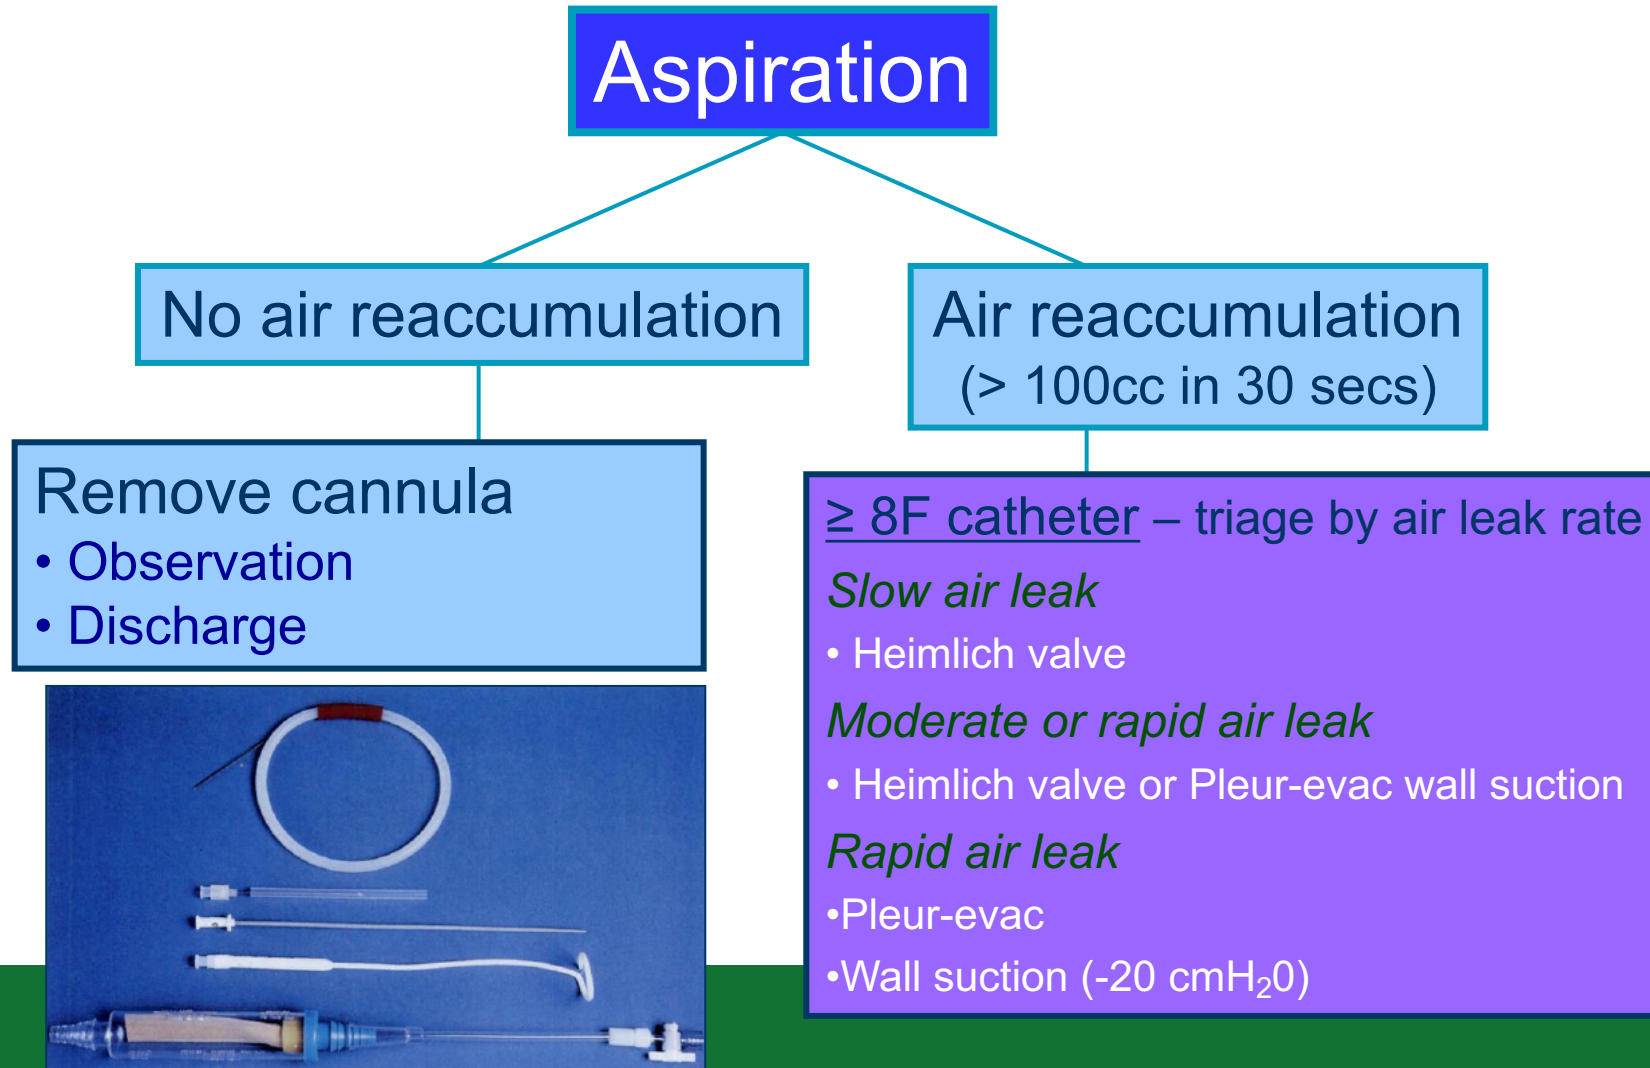 Aspiration
No air reaccumulation
Air reaccumulation
(> 100cc in 30 secs)
Remove cannula
• Observation
• Discharge
≥ 8F catheter – triage by air leak rate
Slow air leak
• Heimlich valve
Moderate or rapid air leak
• Heimlich valve or Pleur-evac wall suction
Rapid air leak
•Pleur-evac
•Wall suction (-20 cmH₂0)